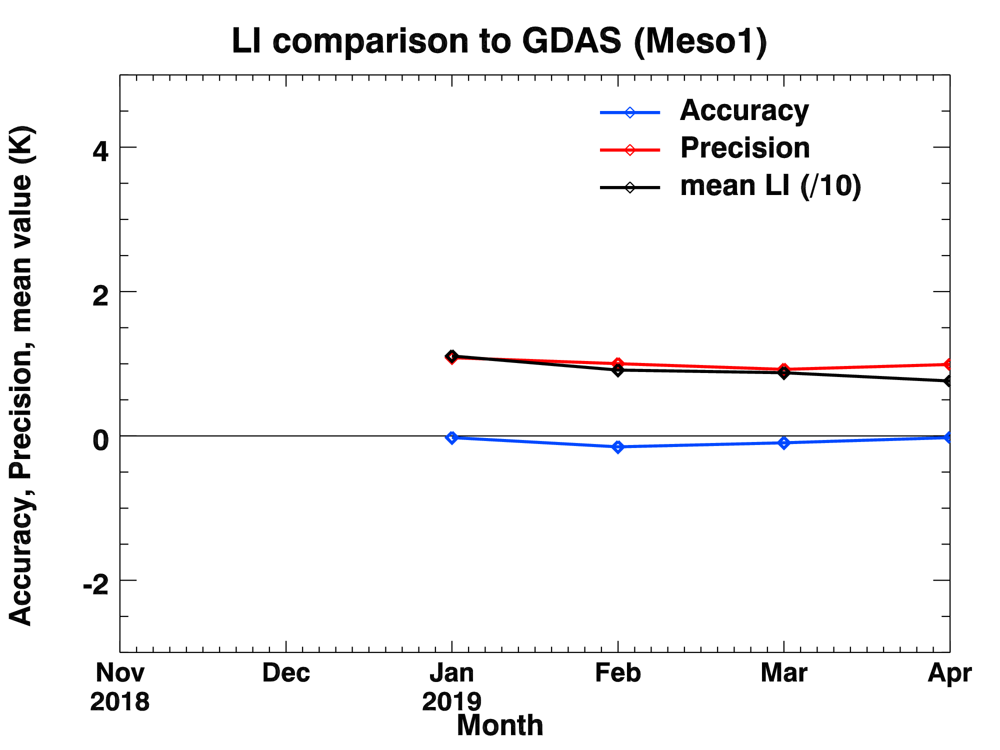 LI comparison to GDAS (Meso1)
Accuracy
Precision
mean LI (/10)
Accuracy, Precision, mean value (K)
4
2
0
-2
Nov Dec Jan Feb Mar Apr
2018 2019
Month